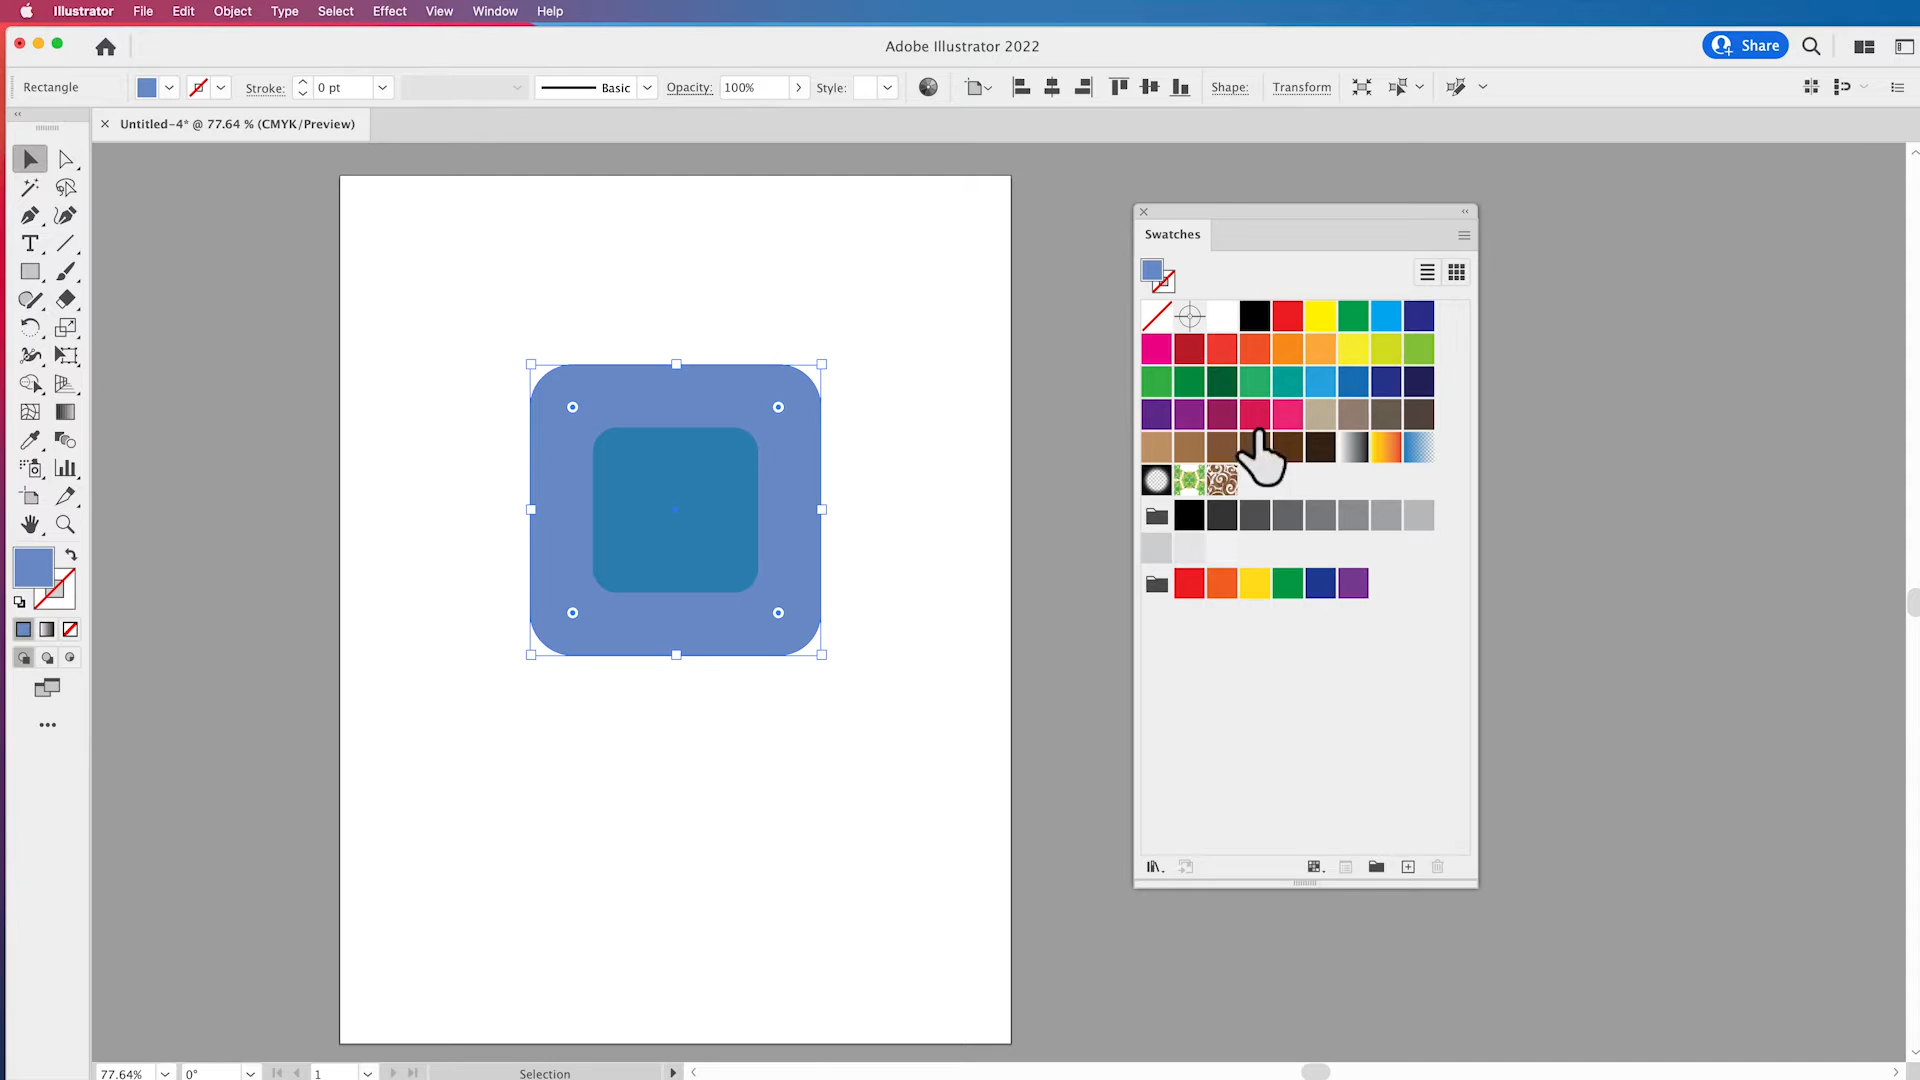 Illustrator File Edit Object Type Select Effect View Window Help
Adobe Illustrator 2022
Share
Rectangle Stroke: 0 pt Basic Opacity: 100% Style: Shape: Transform
Untitled-4* @ 77.64 % (CMYK/Preview)
Swatches
77.64% 0° 1 Selection